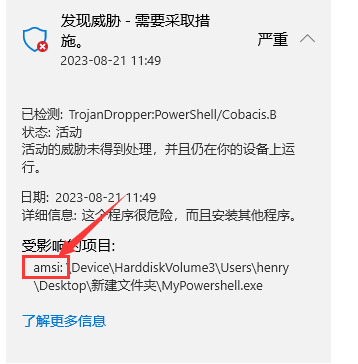 发现威胁 - 需要采取措
施。
严重
2023-08-21 11:49
已检测: TrojanDropper:PowerShell/Cobacis.B
状态: 活动
活动的威胁未得到处理，并且仍在你的设备上运
行。
日期: 2023-08-21 11:49
详细信息: 这个程序很危险，而且安装其他程序。
受影响的项目:
amsi: \Device\HarddiskVolume3\Users\henry
\Desktop\新建文件夹\MyPowershell.exe
了解更多信息